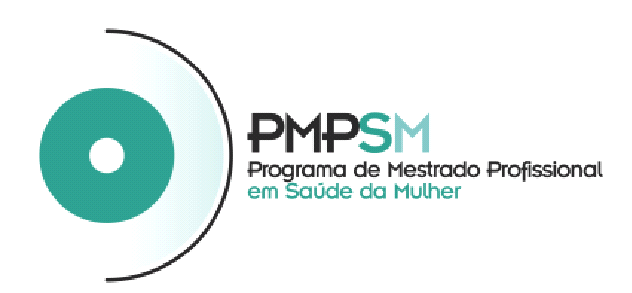 PMPSM
Programa de Mestrado Profissional
em Saúde da Mulher